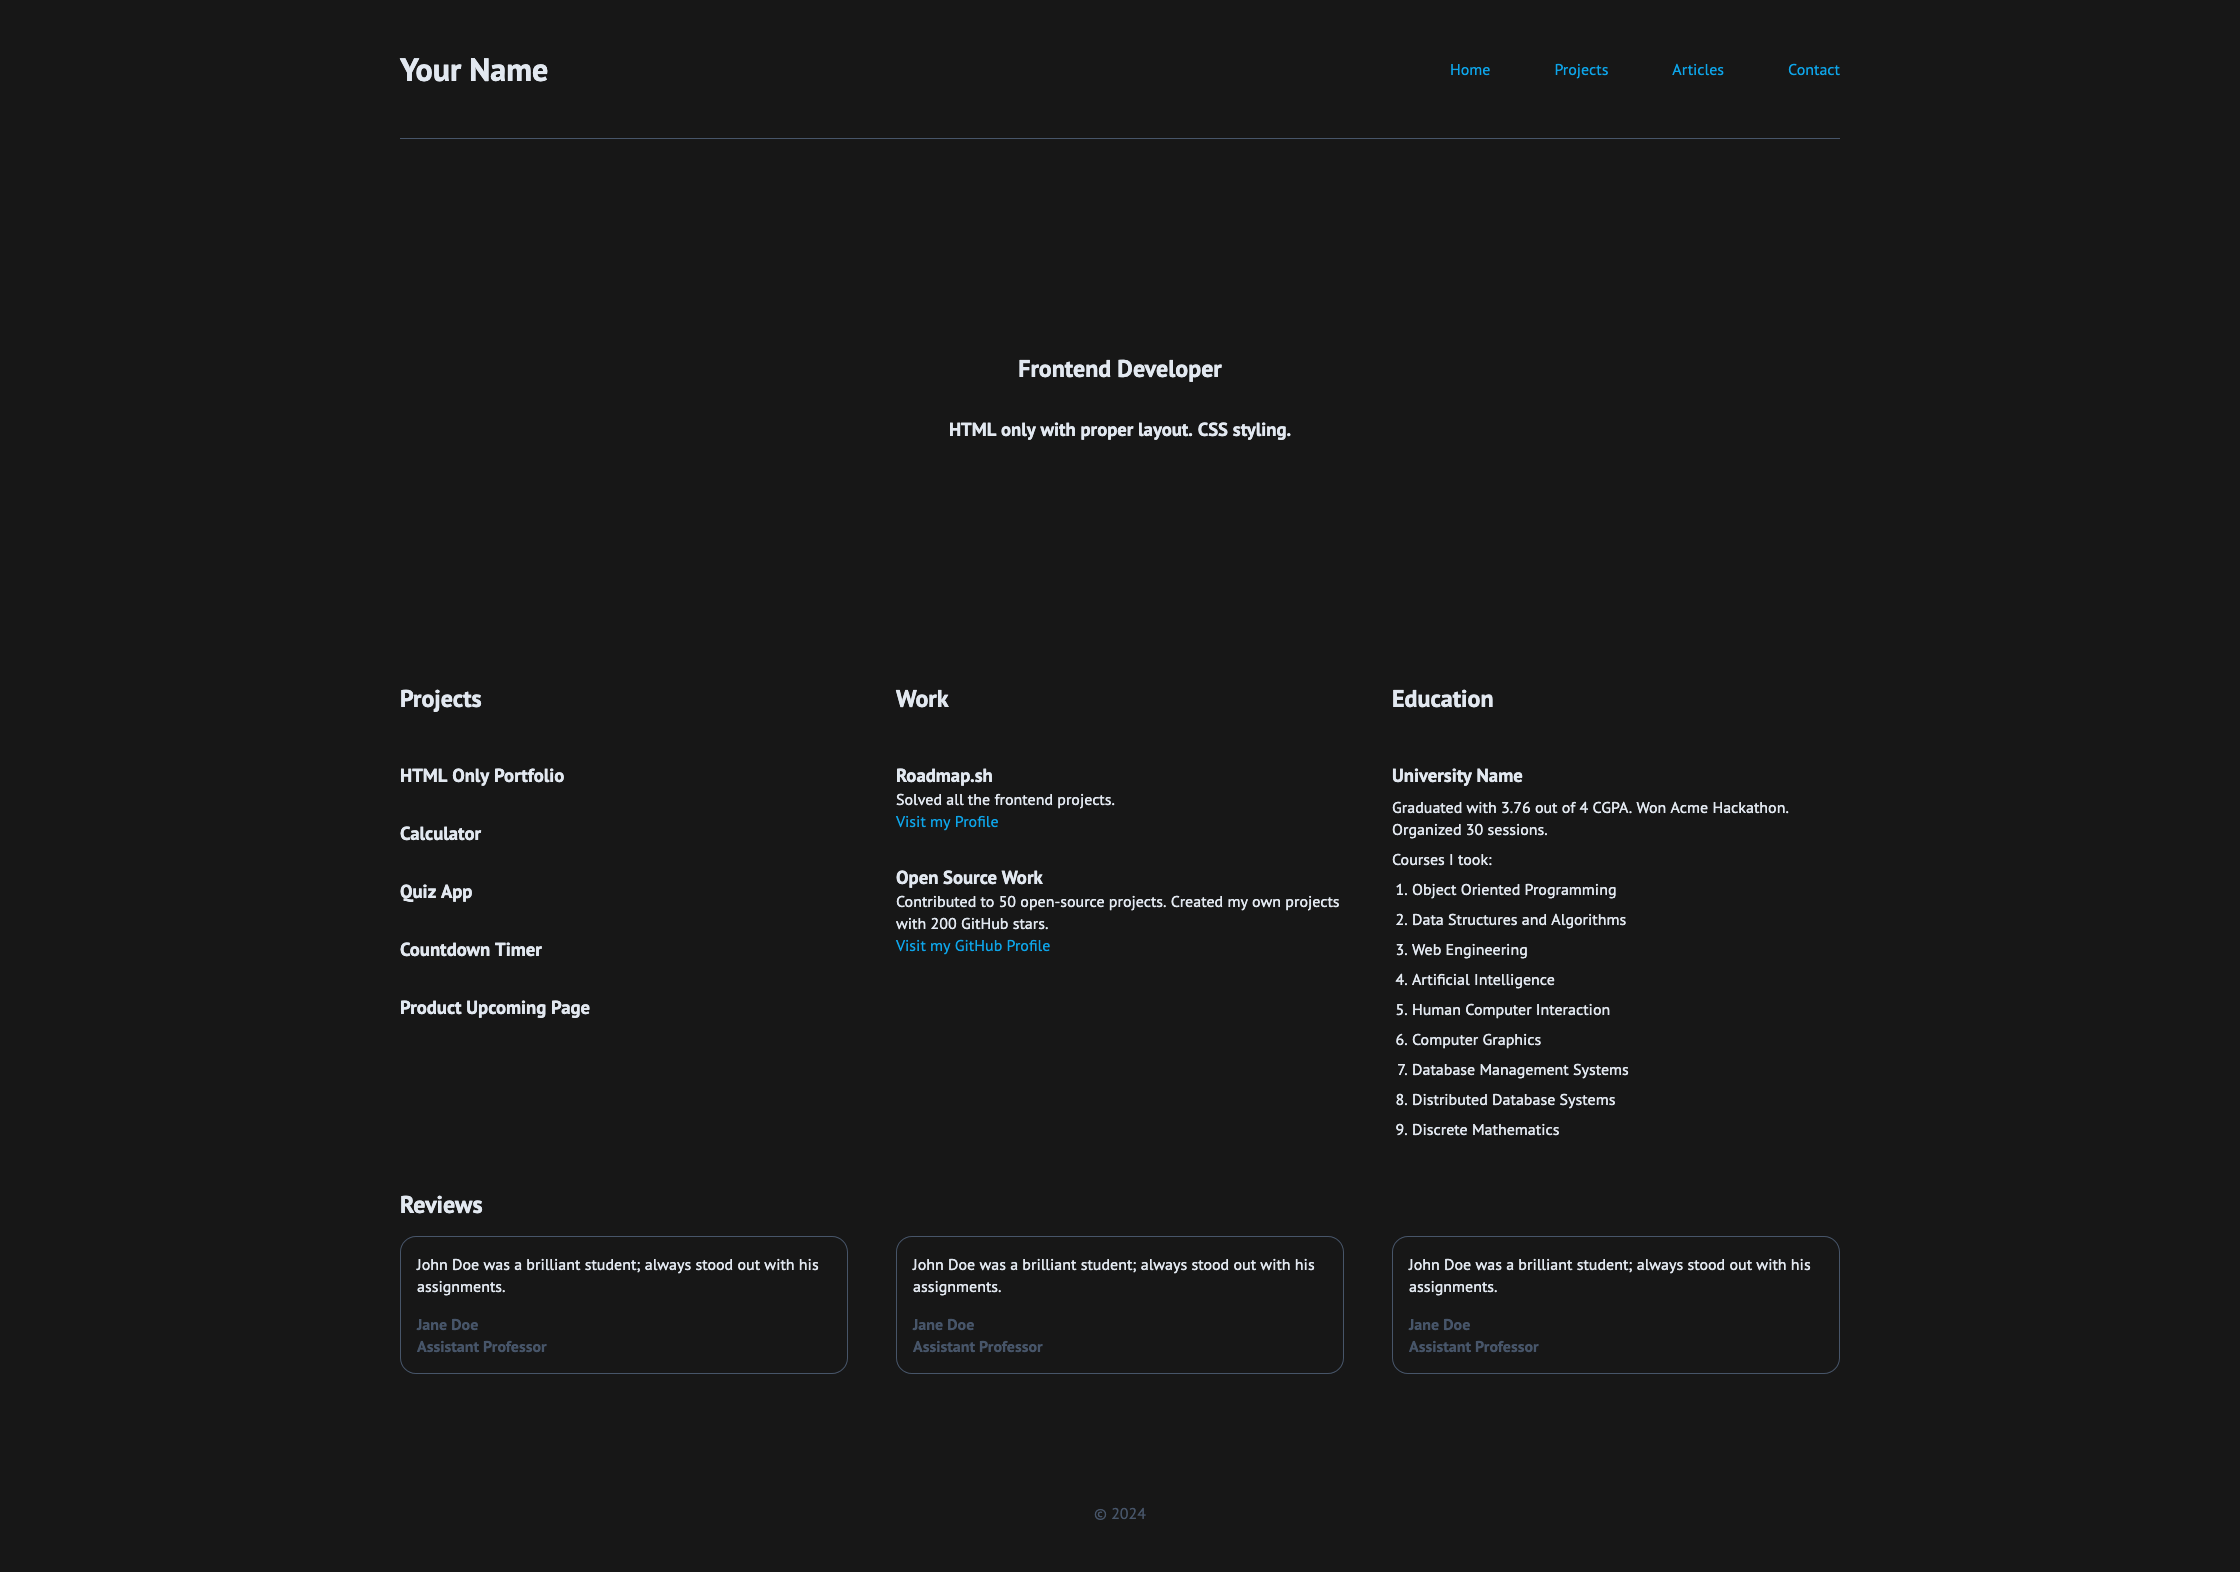 Your Name
Home Projects Articles Contact
Frontend Developer
HTML only with proper layout. CSS styling.
Projects
HTML Only Portfolio
Calculator
Quiz App
Countdown Timer
Product Upcoming Page
Work
Roadmap.sh
Solved all the frontend projects.
Visit my Profile
Open Source Work
Contributed to 50 open-source projects. Created my own projects
with 200 GitHub stars.
Visit my GitHub Profile
Education
University Name
Graduated with 3.76 out of 4 CGPA. Won Acme Hackathon.
Organized 30 sessions.
Courses I took:
1. Object Oriented Programming
2. Data Structures and Algorithms
3. Web Engineering
4. Artificial Intelligence
5. Human Computer Interaction
6. Computer Graphics
7. Database Management Systems
8. Distributed Database Systems
9. Discrete Mathematics
Reviews
John Doe was a brilliant student; always stood out with his
assignments.
Jane Doe
Assistant Professor
John Doe was a brilliant student; always stood out with his
assignments.
Jane Doe
Assistant Professor
John Doe was a brilliant student; always stood out with his
assignments.
Jane Doe
Assistant Professor
© 2024